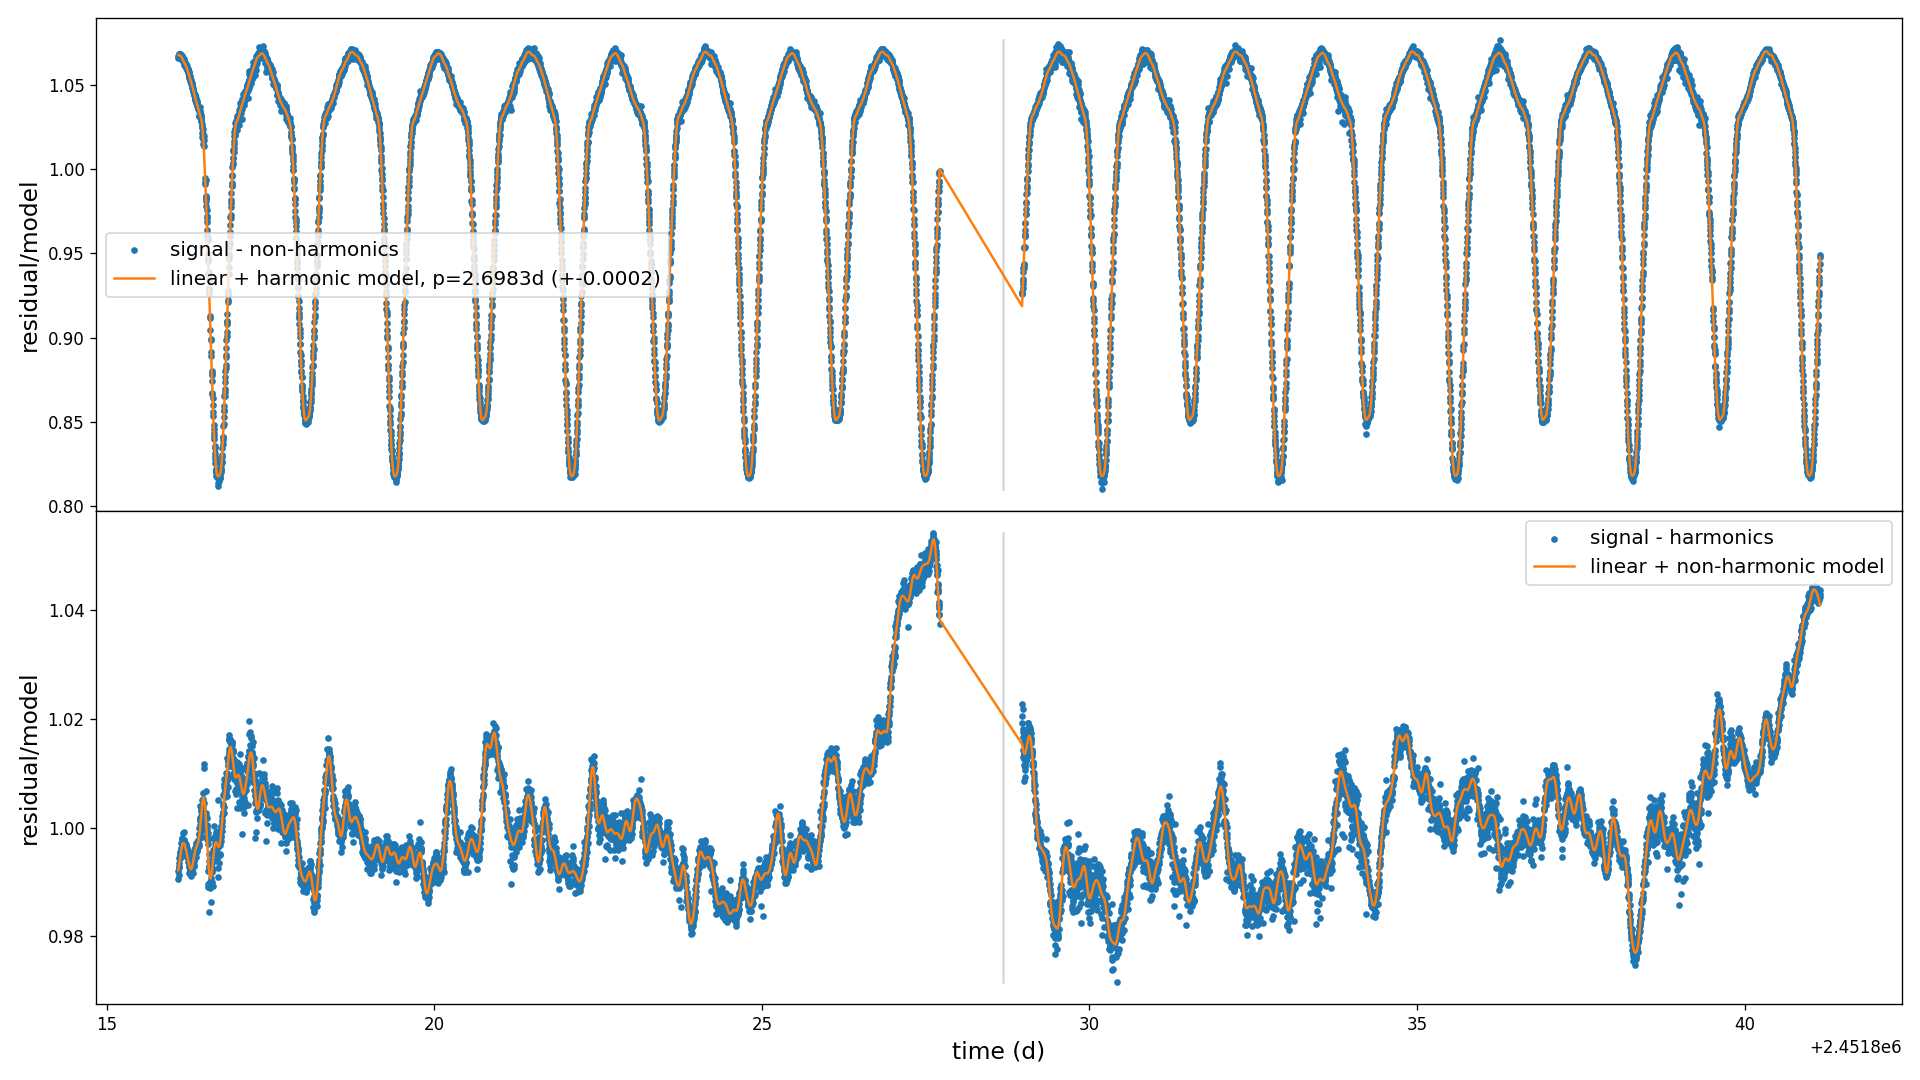 residual/model
1.05
1.00
0.95
0.90
0.85
0.80
signal - non-harmonics
linear + harmonic model, p=2.6983d (+-0.0002)
residual/model
1.04
1.02
1.00
0.98
signal - harmonics
linear + non-harmonic model
15 20 25 30 35 40
time (d)
+2.4518e6